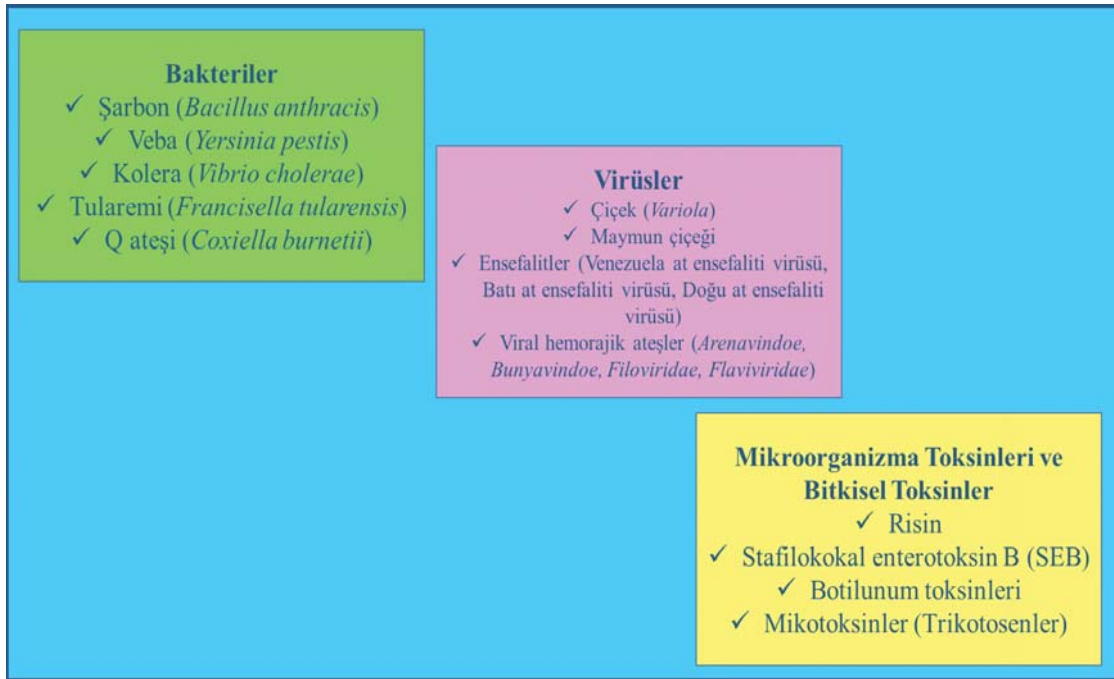 Bakteriler
✓ Şarbon (Bacillus anthracis)
✓ Veba (Yersinia pestis)
✓ Kolera (Vibrio cholerae)
✓ Tularemi (Francisella tularensis)
✓ Q ateşi (Coxiella burnetii)
Virüsler
✓ Çiçek (Variola)
✓ Maymun çiçeği
✓ Ensefalitler (Venezuela at ensefaliti virüsü,
Batı at ensefaliti virüsü, Doğu at ensefaliti
virüsü)
✓ Viral hemorajik ateşler (Arenavindoe,
Bunyavindoe, Filoviridae, Flaviviridae)
Mikroorganizma Toksinleri ve
Bitkisel Toksinler
✓ Risin
✓ Stafilokokal enterotoksin B (SEB)
✓ Botilunum toksinleri
✓ Mikotoksinler (Trikotosenler)